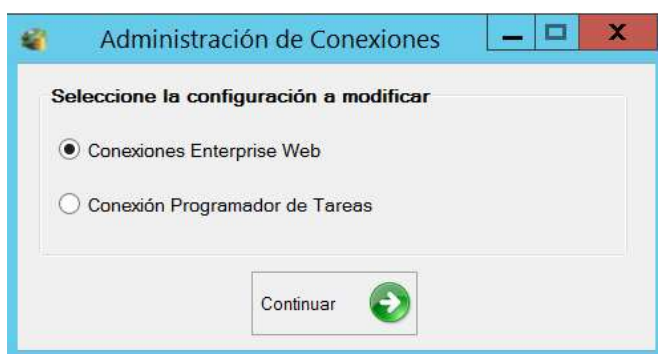 Administración de Conexiones
Seleccione la configuración a modificar
Conexiones Enterprise Web
Conexión Programador de Tareas
Continuar